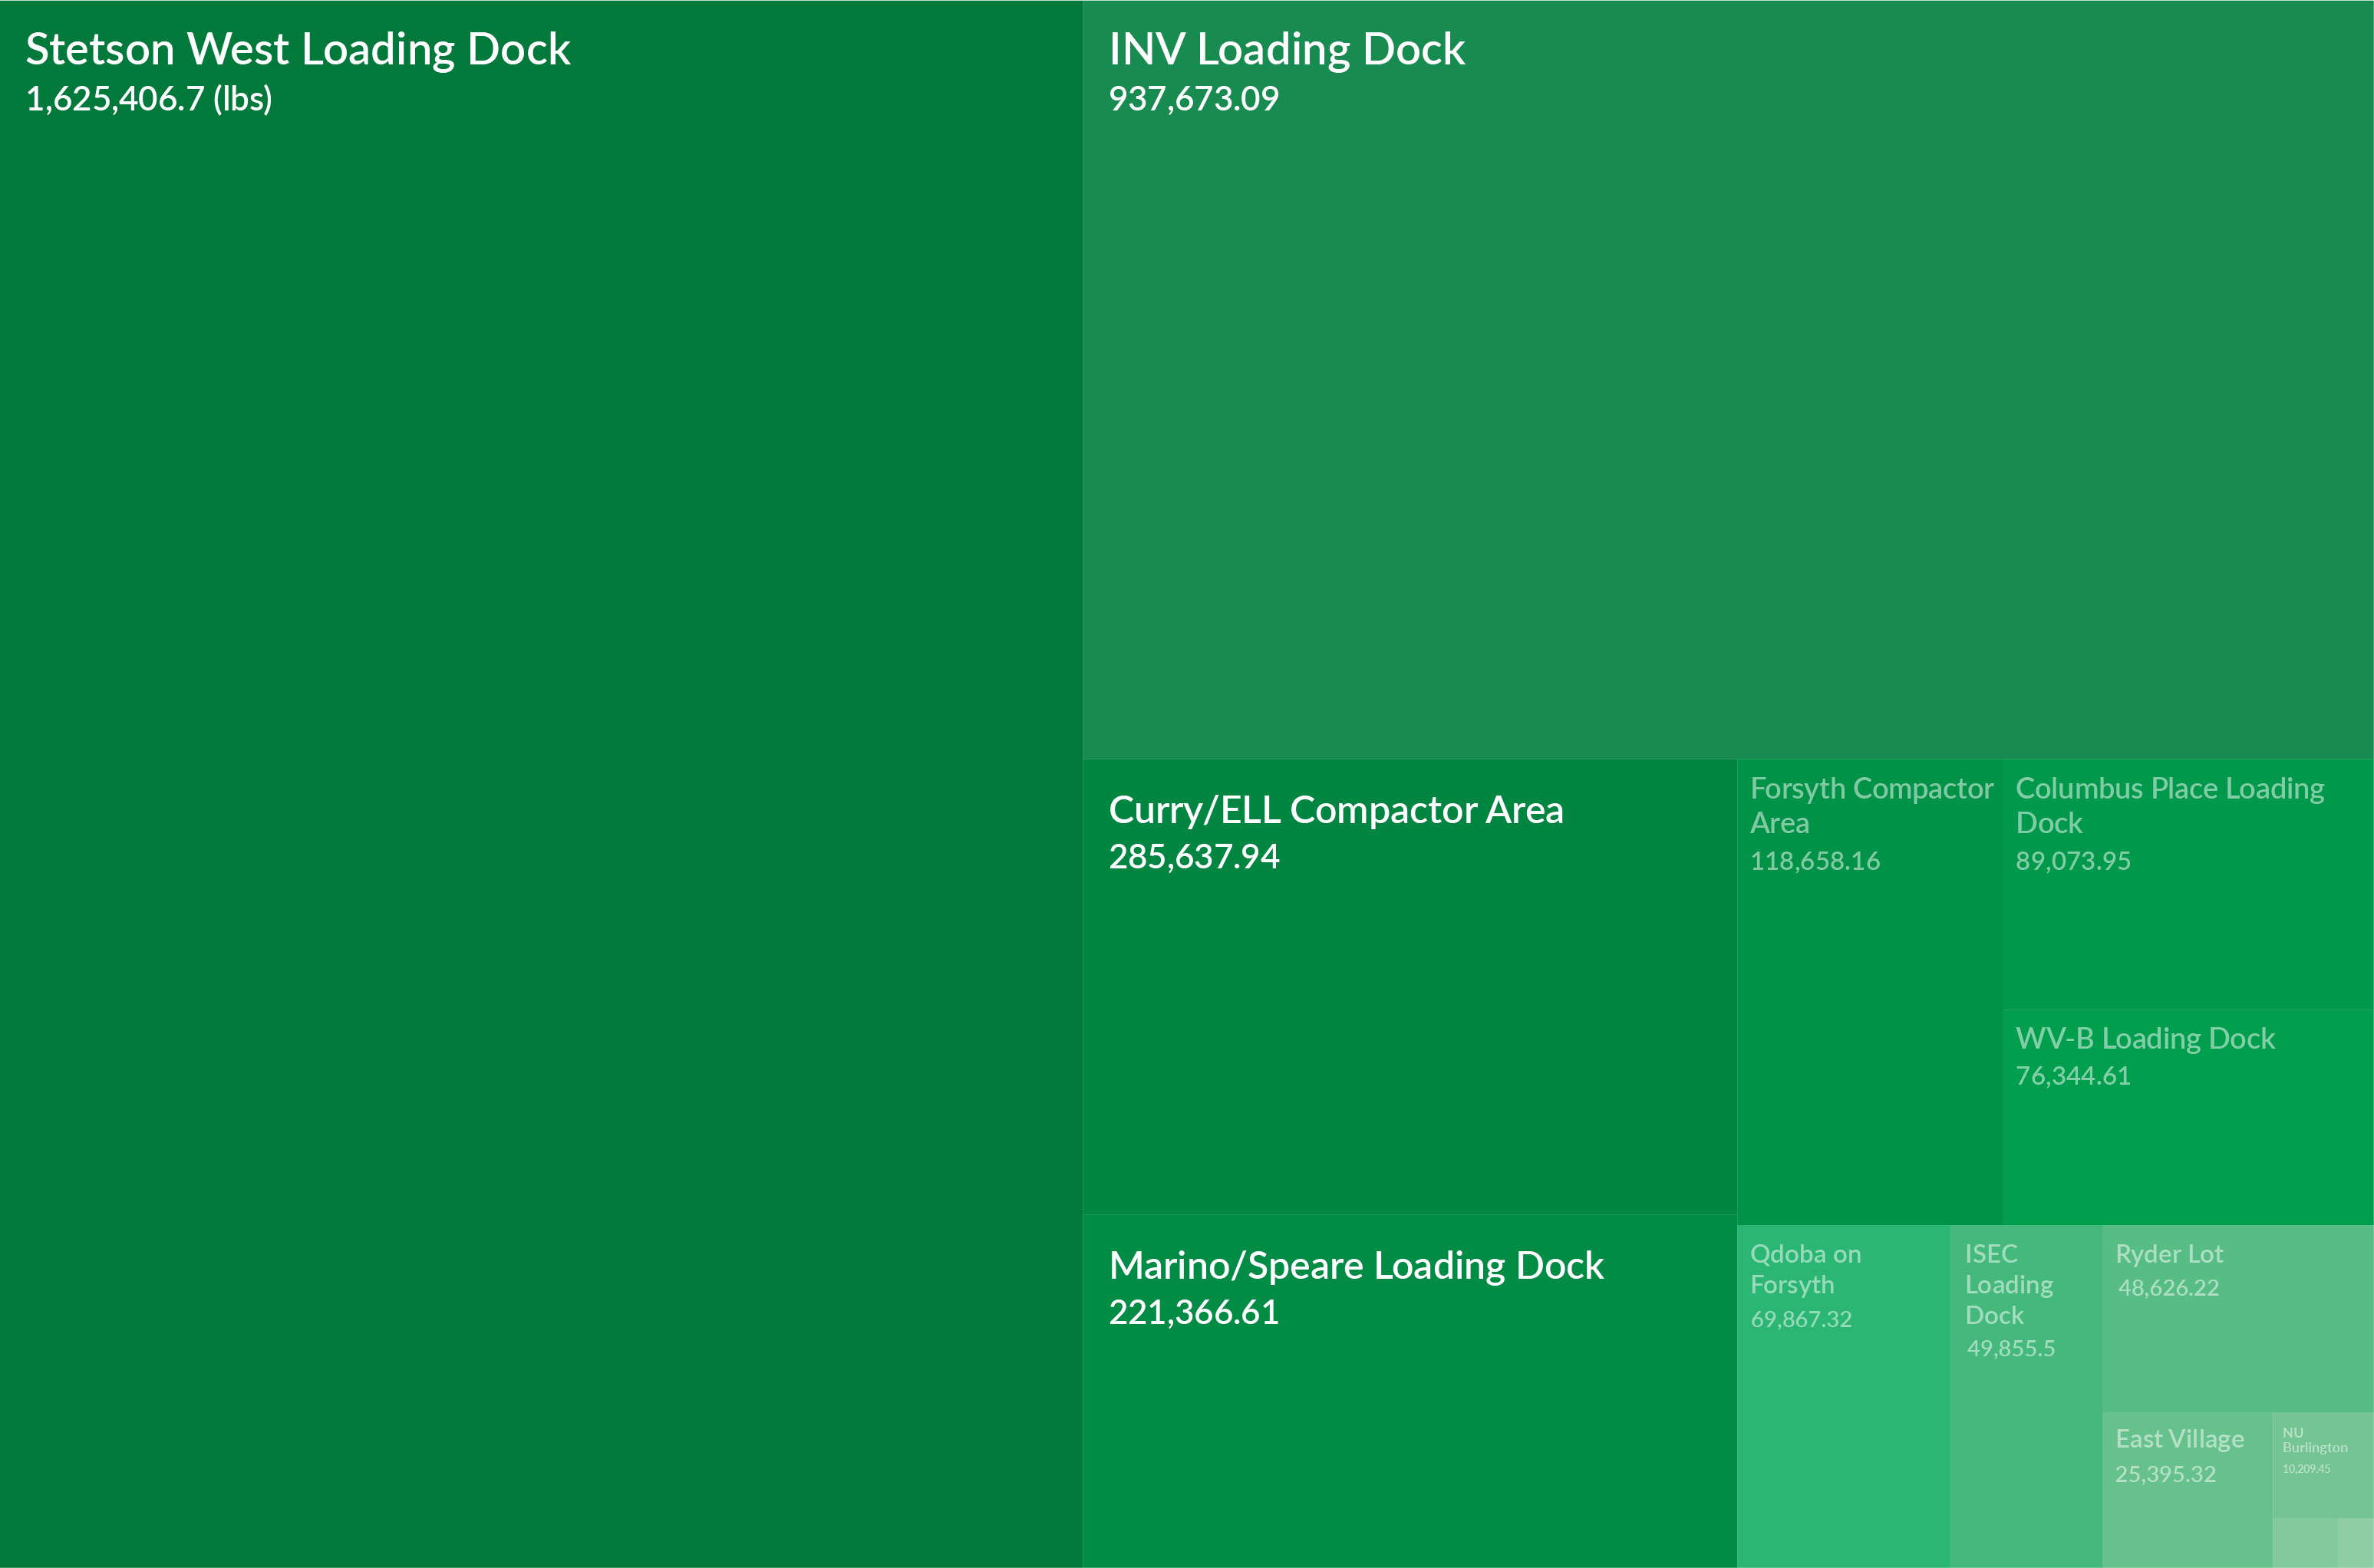 Stetson West Loading Dock
1,625,406.7 (lbs)
INV Loading Dock
937,673.09
Curry/ELL Compactor Area
285,637.94
Marino/Speare Loading Dock
221,366.61
Forsyth Compactor
Area
118,658.16
Columbus Place Loading
Dock
89,073.95
WV-B Loading Dock
76,344.61
Qdoba on
Forsyth
69,867.32
ISEC
Loading
Dock
49,855.5
Ryder Lot
48,626.22
East Village
25,395.32
NU
Burlington
10,209.45